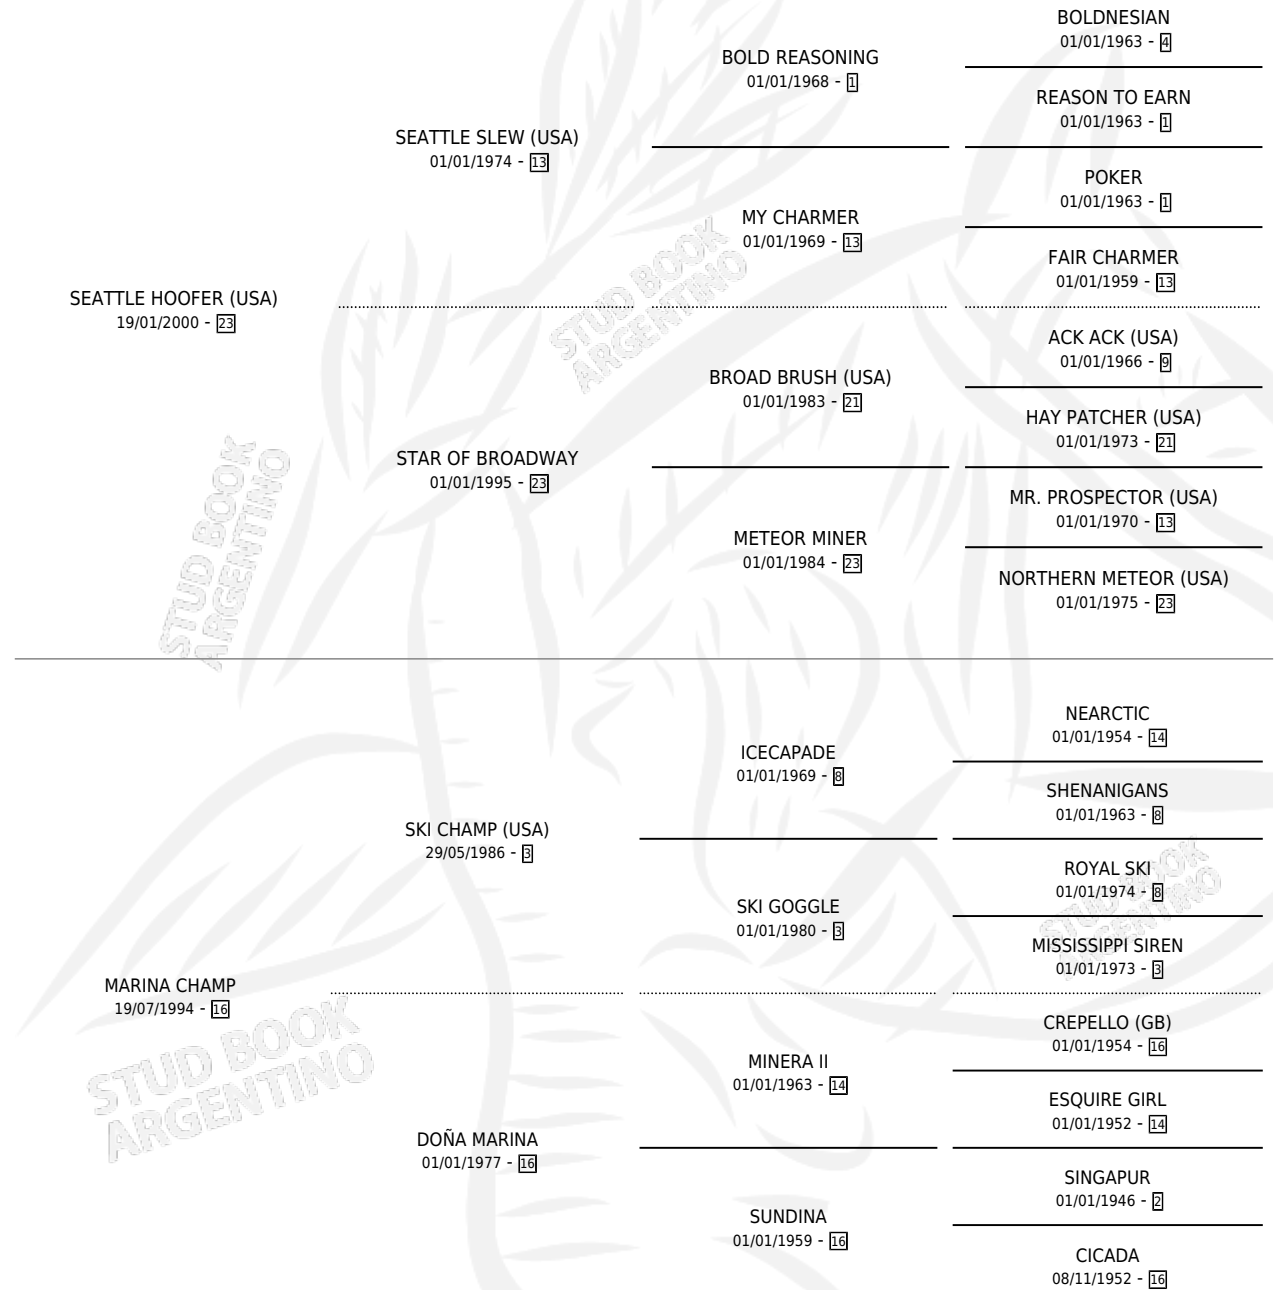 BOLDNESIAN
01/01/1963 - 4
BOLD REASONING
01/01/1968 - 1
REASON TO EARN
01/01/1963 - 1
SEATTLE SLEW (USA)
01/01/1974 - 13
POKER
01/01/1963 - 1
MY CHARMER
01/01/1969 - 13
FAIR CHARMER
01/01/1959 - 13
SEATTLE HOOFER (USA)
19/01/2000 - 23
STUD BOOK
ARGENTINO
ACK ACK (USA)
01/01/1966 - 9
BROAD BRUSH (USA)
01/01/1983 - 21
HAY PATCHER (USA)
01/01/1973 - 21
STAR OF BROADWAY
01/01/1995 - 23
MR. PROSPECTOR (USA)
01/01/1970 - 13
METEOR MINER
01/01/1984 - 23
NORTHERN METEOR (USA)
01/01/1975 - 23
STUD BOOK
ARGENTINO
NEARCTIC
01/01/1954 - 14
ICECAPADE
01/01/1969 - 8
SHENANIGANS
01/01/1963 - 8
SKI CHAMP (USA)
29/05/1986 - 3
ROYAL SKI
01/01/1974 - 8
STUD BOOK
ARGENTINO
SKI GOGGLE
01/01/1980 - 3
MISSISSIPPI SIREN
01/01/1973 - 3
MARINA CHAMP
19/07/1994 - 16
STUD BOOK
ARGENTINO
CREPELLO (GB)
01/01/1954 - 16
MINERA II
01/01/1963 - 14
ESQUIRE GIRL
01/01/1952 - 14
DOÑA MARINA
01/01/1977 - 16
SINGAPUR
01/01/1946 - 2
SUNDINA
01/01/1959 - 16
CICADA
08/11/1952 - 16